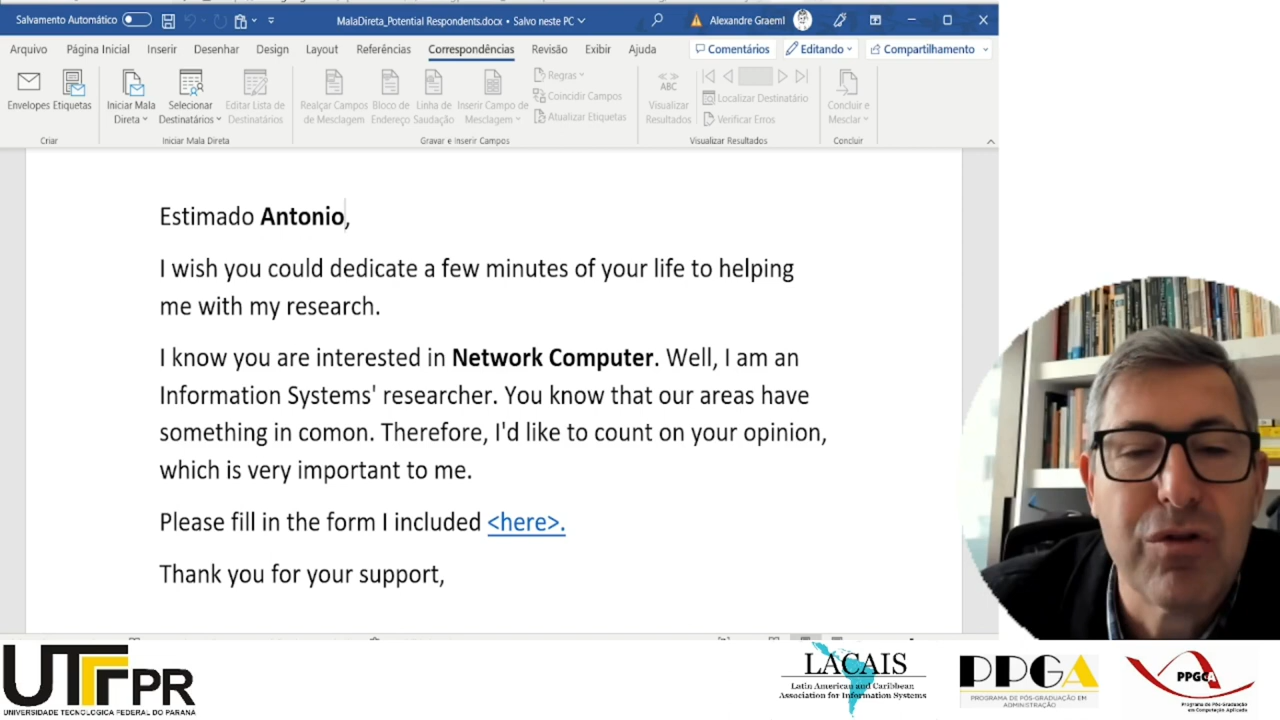 Salvamento Automático
MalaDireta_Potential Respondents.docx • Salvo neste PC
Alexandre Graeml
Arquivo Página Inicial Inserir Desenhar Design Layout Referências Correspondências Revisão Exibir Ajuda Comentários Editando Compartilhamento
Envelopes Etiquetas
Criar
Iniciar Mala Direta
Selecionar Destinatários
Editar Lista de Destinatários
Iniciar Mala Direta
Realçar Campos de Mesclagem
Bloco de Endereço
Linha de Saudação
Inserir Campo de Mesclagem
Regras
Coincidir Campos
Atualizar Etiquetas
Gravar e Inserir Campos
ABC
Visualizar Resultados
Localizar Destinatário
Verificar Erros
Visualizar Resultados
Concluir e Mesclar
Concluir
Estimado Antonio,
I wish you could dedicate a few minutes of your life to helping
me with my research.
I know you are interested in Network Computer. Well, I am an
Information Systems' researcher. You know that our areas have
something in comon. Therefore, I'd like to count on your opinion,
which is very important to me.
Please fill in the form I included <here>.
Thank you for your support,
UTFPR
UNIVERSIDADE TECNOLÓGICA FEDERAL DO PARANÁ
LACAIS
Latin American and Caribbean
Association for Information Systems
PPGA
PROGRAMA DE PÓS-GRADUAÇÃO EM
ADMINISTRAÇÃO
PPGCA
Programa de Pós-Graduação
em Computação Aplicada